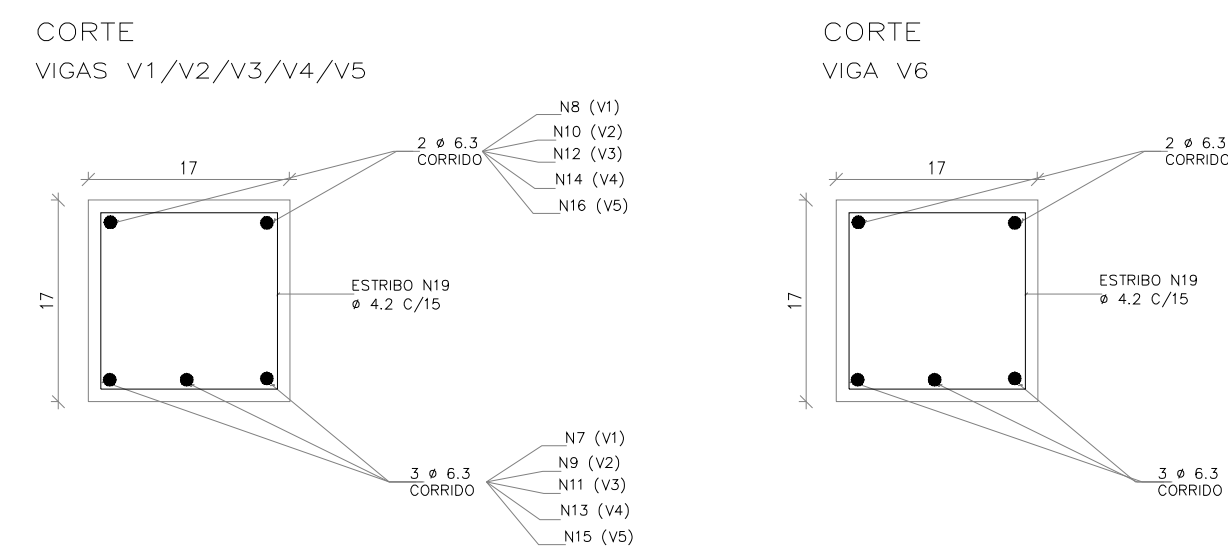 CORTE
VIGAS V1/V2/V3/V4/V5
N8 (V1)
N10 (V2)
N12 (V3)
N14 (V4)
N16 (V5)
2 ø 6.3
CORRIDO
17
17
ESTRIBO N19
ø 4.2 C/15
3 ø 6.3
CORRIDO
N7 (V1)
N9 (V2)
N11 (V3)
N13 (V4)
N15 (V5)
CORTE
VIGA V6
2 ø 6.3
CORRIDO
17
17
ESTRIBO N19
ø 4.2 C/15
3 ø 6.3
CORRIDO